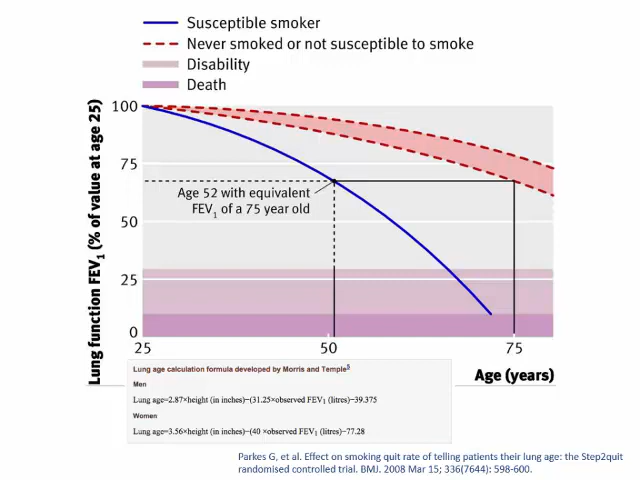 Susceptible smoker
Never smoked or not susceptible to smoke
Disability
Death
Lung function FEV1 (% of value at age 25)
100
75
50
25
0
Age 52 with equivalent
FEV1 of a 75 year old
25
50
75
Age (years)
Lung age calculation formula developed by Morris and Temple§
Men
Lung age=2.87×height (in inches)−(31.25×observed FEV1 (litres)−39.375
Women
Lung age=3.56×height (in inches)−(40 ×observed FEV1 (litres)−77.28
Parkes G, et al. Effect on smoking quit rate of telling patients their lung age: the Step2quit
randomised controlled trial. BMJ. 2008 Mar 15; 336(7644): 598-600.